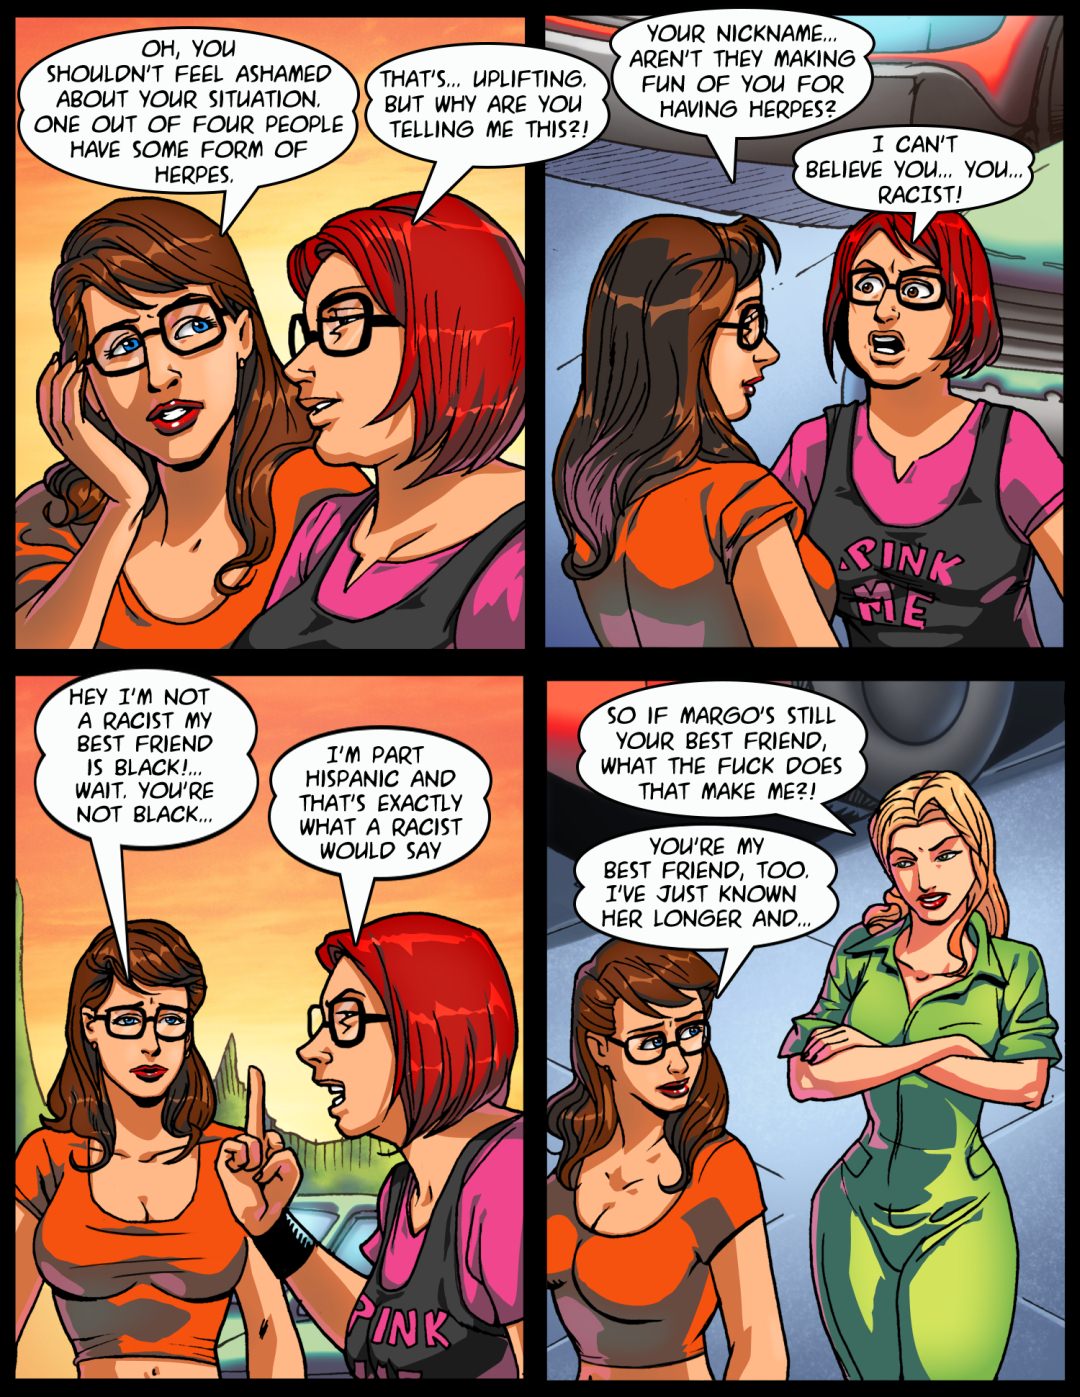 OH, YOU
SHOULDN'T FEEL ASHAMED
ABOUT YOUR SITUATION.
ONE OUT OF FOUR PEOPLE
HAVE SOME FORM OF
HERPES.
THAT'S... UPLIFTING.
BUT WHY ARE YOU
TELLING ME THIS?!
YOUR NICKNAME...
AREN'T THEY MAKING
FUN OF YOU FOR
HAVING HERPES?
I CAN'T
BELIEVE YOU... YOU...
RACIST!
PINK
ME
HEY I'M NOT
A RACIST MY
BEST FRIEND
IS BLACK!...
WAIT. YOU'RE
NOT BLACK...
I'M PART
HISPANIC AND
THAT'S EXACTLY
WHAT A RACIST
WOULD SAY
PINK
ME
SO IF MARGO'S STILL
YOUR BEST FRIEND,
WHAT THE FUCK DOES
THAT MAKE ME?!
YOU'RE MY
BEST FRIEND, TOO.
I'VE JUST KNOWN
HER LONGER AND...